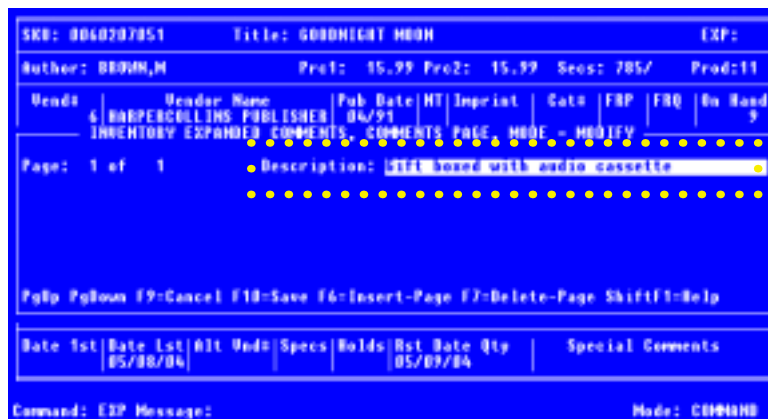 SKU: 0060207051 Title: GOODNIGHT MOON EXP:
Author: BROWN,M Prc1: 15.99 Prc2: 15.99 Secs: 785/ Prod:11
Vend# Vendor Name Pub Date|MT|Imprint | Cat# |FRP |FRQ |On Hand
6| HARPERCOLLINS PUBLISHER | 04/91 9
INVENTORY EXPANDED COMMENTS, COMMENTS PAGE, MODE - MODIFY
Page: 1 of 1 Description: Gift boxed with audio cassette
PgUp PgDown F9=Cancel F10=Save F6=Insert-Page F7=Delete-Page ShiftF1=Help
Date 1st|Date Lst|Alt Vnd#|Specs|Holds|Rst Date Qty | Special Comments
05/08/04| 05/09/04
Command: EXP Message: Mode: COMMAND